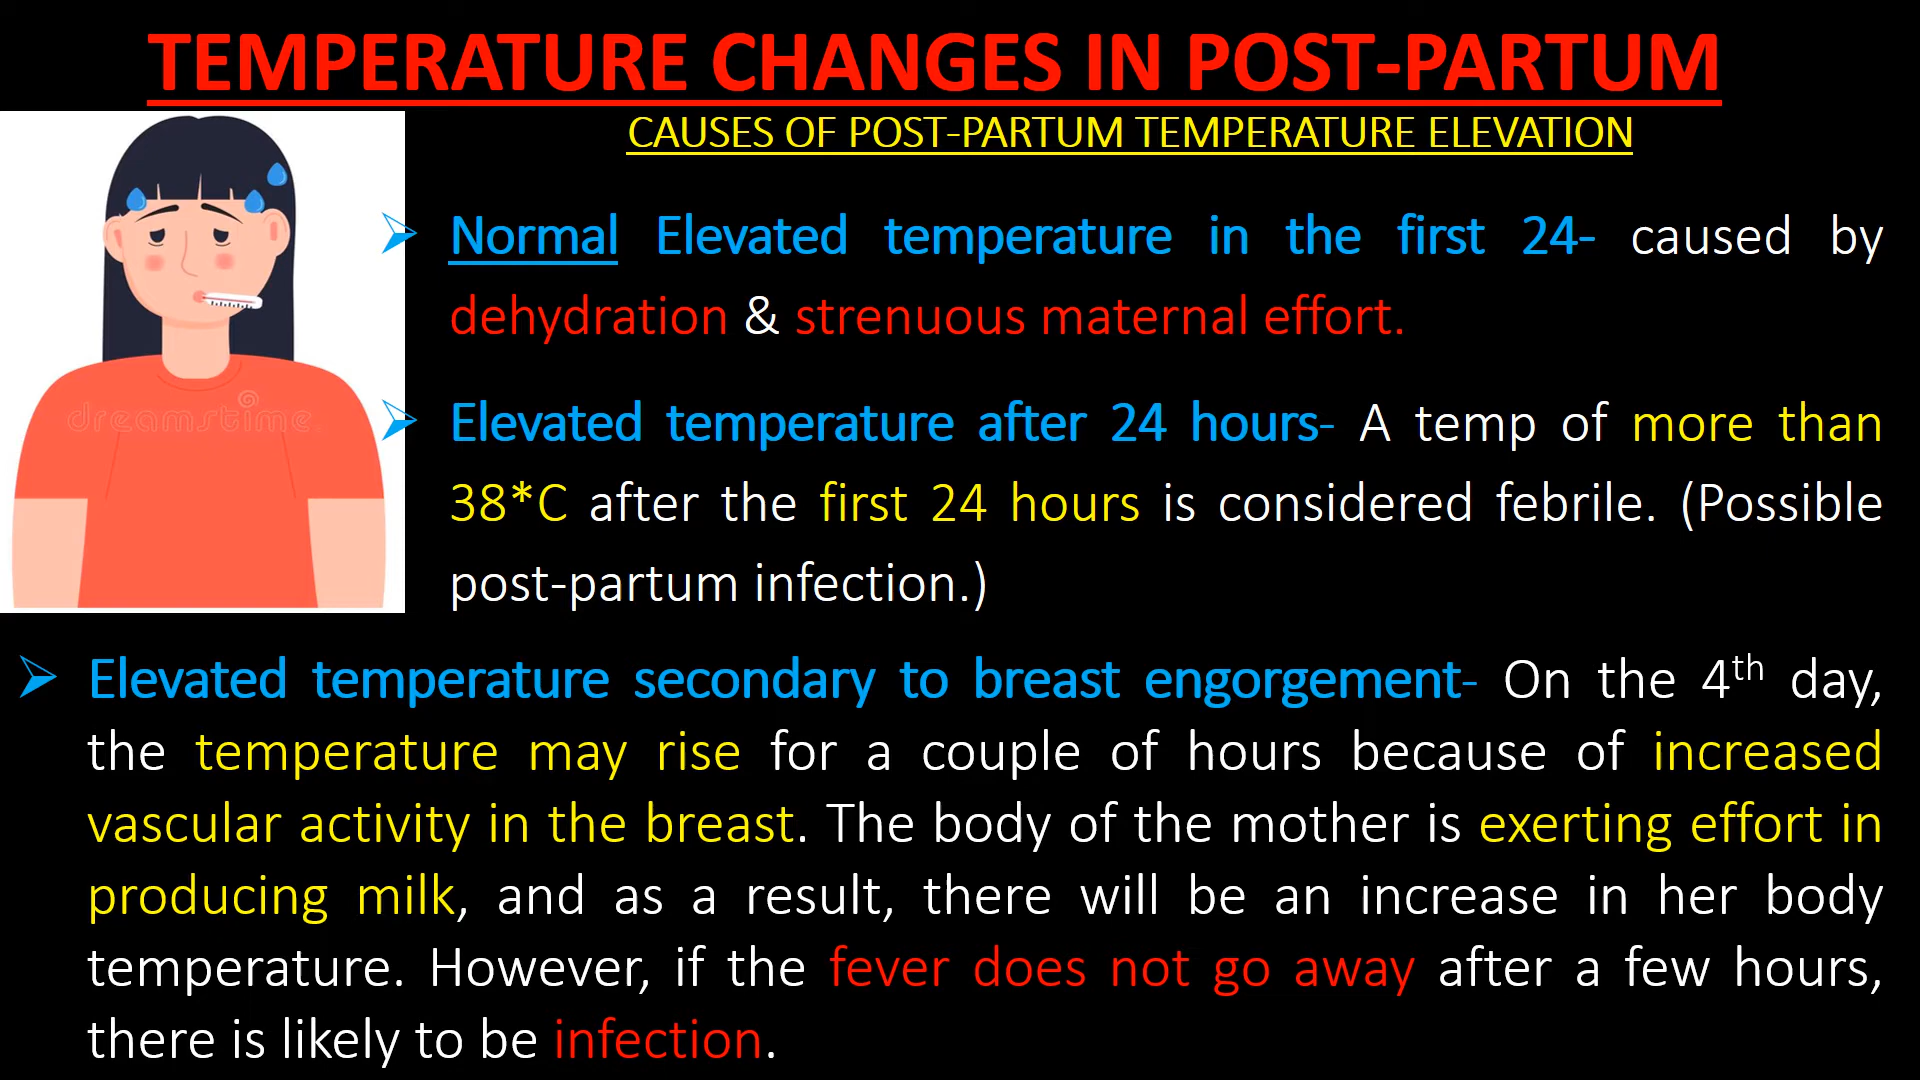 TEMPERATURE CHANGES IN POST-PARTUM
CAUSES OF POST-PARTUM TEMPERATURE ELEVATION
Normal Elevated temperature in the first 24- caused by
dehydration & strenuous maternal effort.
Elevated temperature after 24 hours- A temp of more than
38*C after the first 24 hours is considered febrile. (Possible
post-partum infection.)
dreamstime.
Elevated temperature secondary to breast engorgement- On the 4th day,
the temperature may rise for a couple of hours because of increased
vascular activity in the breast. The body of the mother is exerting effort in
producing milk, and as a result, there will be an increase in her body
temperature. However, if the fever does not go away after a few hours,
there is likely to be infection.